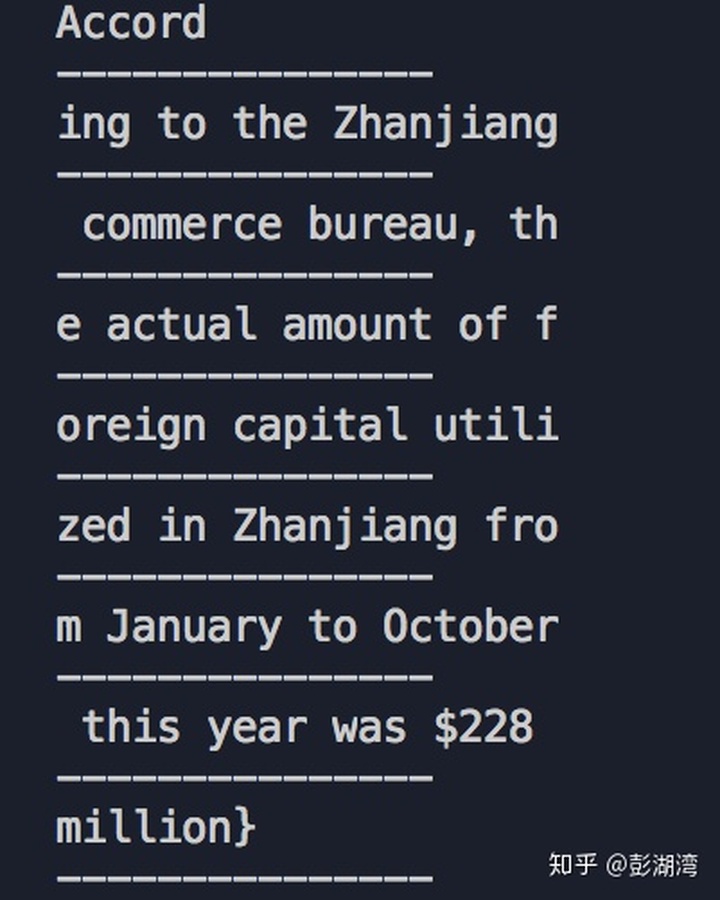 Accord
---------------
ing to the Zhanjiang
---------------
 commerce bureau, th
---------------
e actual amount of f
---------------
oreign capital utili
---------------
zed in Zhanjiang fro
---------------
m January to October
---------------
 this year was $228
---------------
million}
---------------
知乎 @彭湖湾